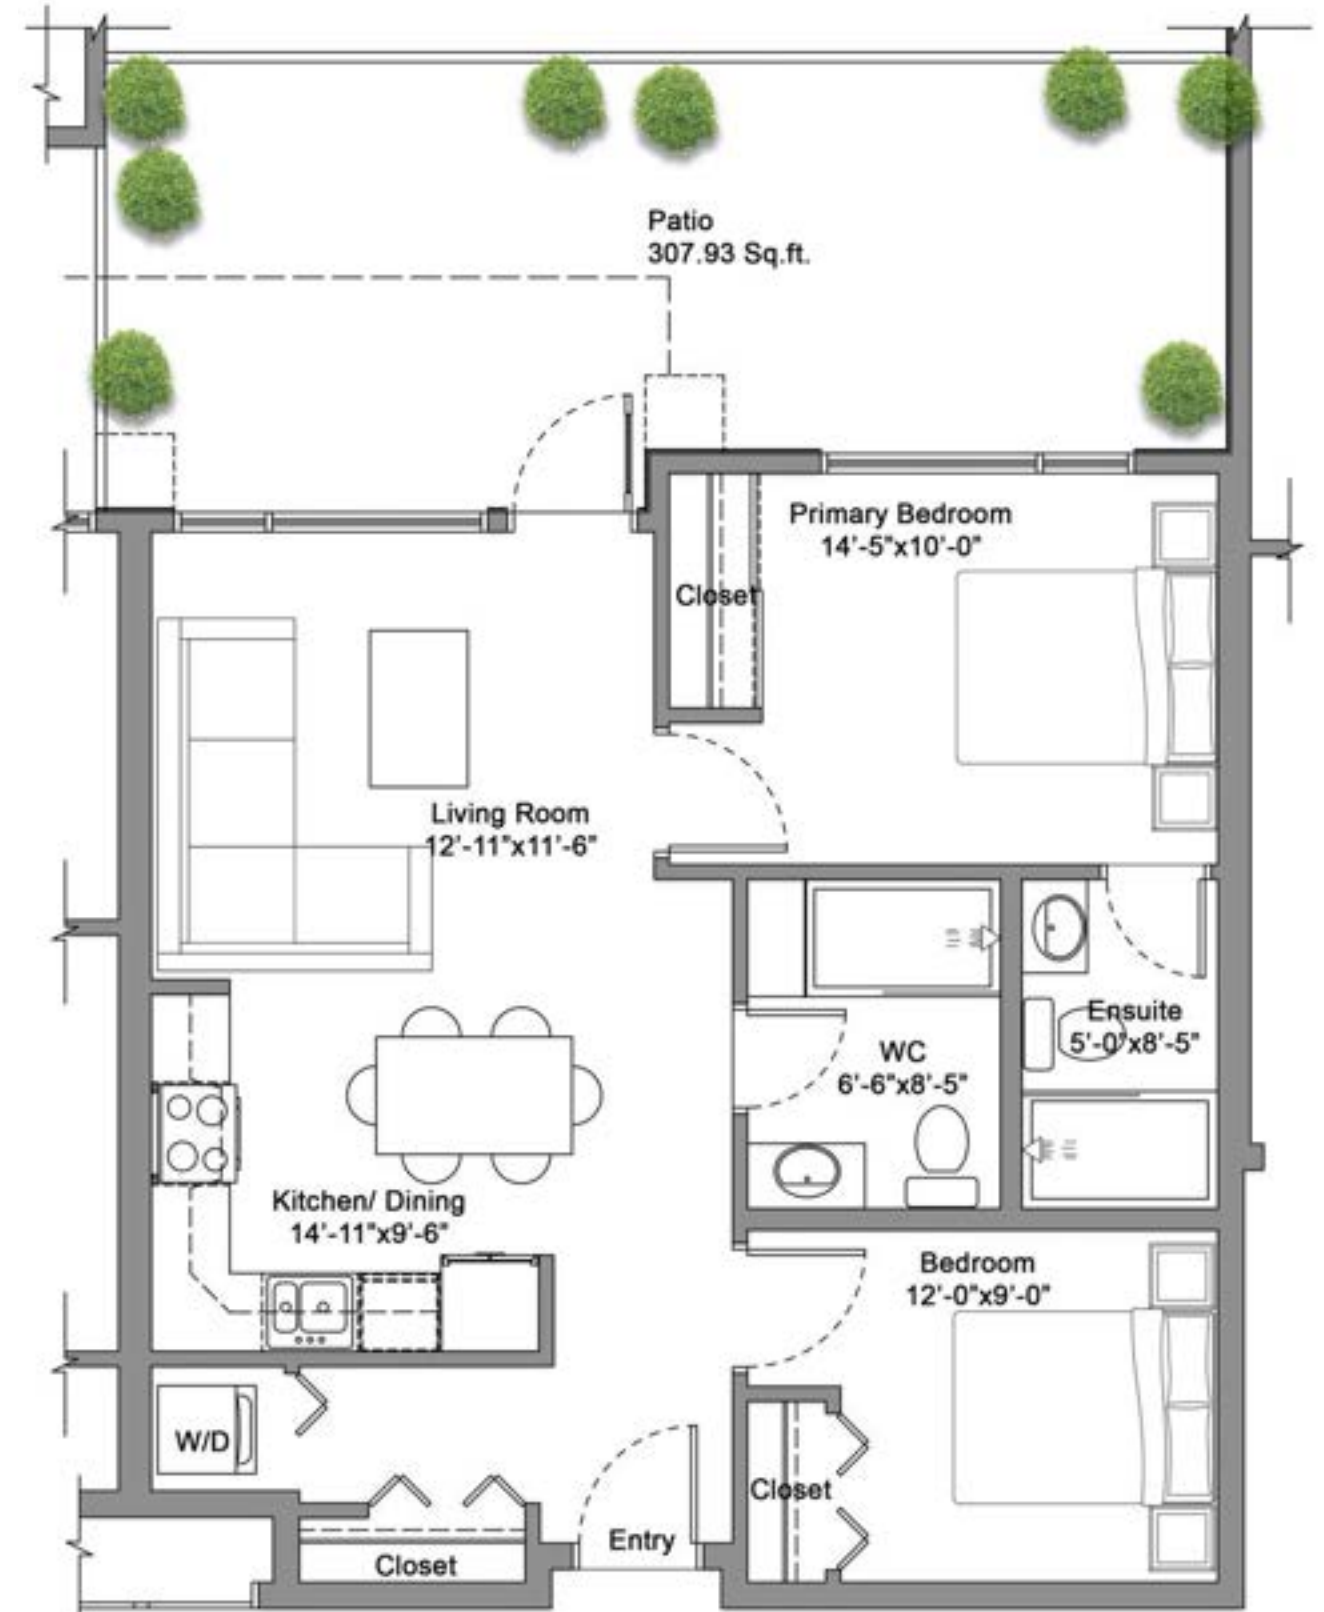 Patio
307.93 Sq.ft.
Primary Bedroom
14'-5"x10'-0"
Closet
Living Room
12'-11"x11'-6"
Ensuite
5'-0"x8'-5"
WC
6'-6"x8'-5"
Kitchen/ Dining
14'-11"x9'-6"
Bedroom
12'-0"x9'-0"
W/D
Closet
Entry
Closet